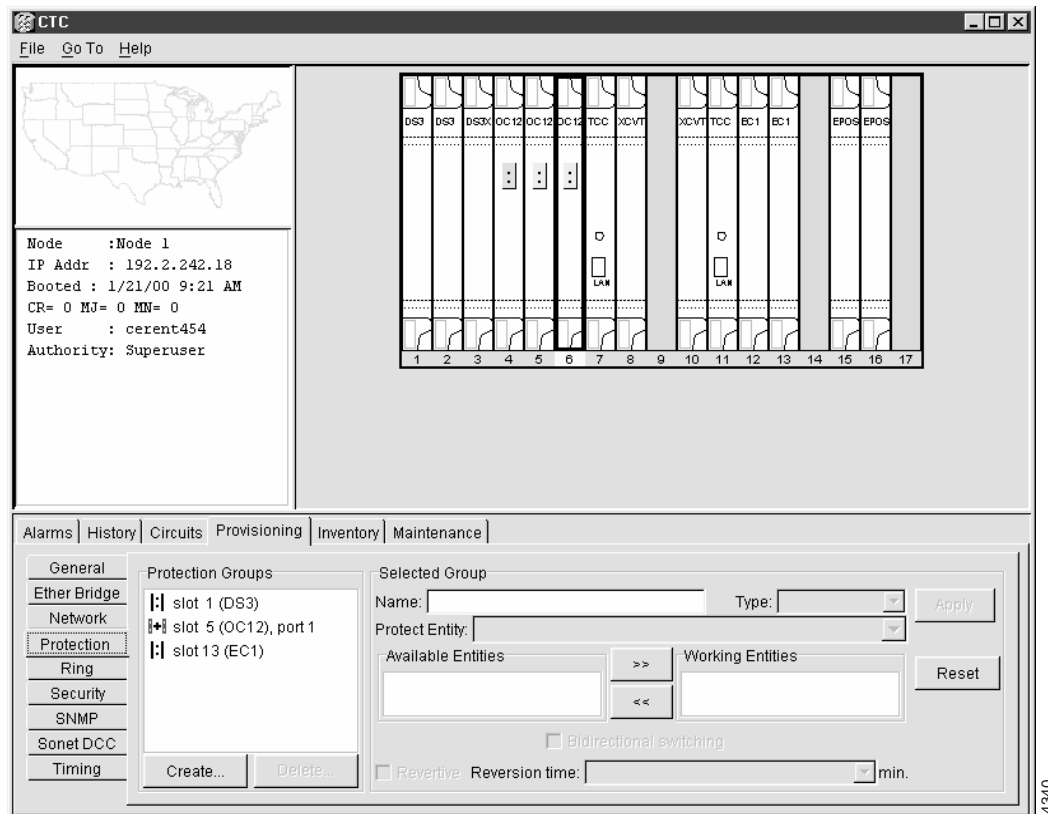 CTC
File Go To Help
DS3 DS3 DS3X OC12 OC12 OC12 TCC XCVT XCVT TCC EC1 EC1 EPOS EPOS
LAN LAN
1 2 3 4 5 6 7 8 9 10 11 12 13 14 15 16 17
Node :Node 1
IP Addr : 192.2.242.18
Booted : 1/21/00 9:21 AM
CR= 0 MJ= 0 MN= 0
User : cerent454
Authority: Superuser
Alarms History Circuits Provisioning Inventory Maintenance
General
Ether Bridge
Network
Protection
Ring
Security
SNMP
Sonet DCC
Timing
Protection Groups
slot 1 (DS3)
slot 5 (OC12), port 1
slot 13 (EC1)
Create... Delete...
Selected Group
Name: Type: Apply
Protect Entity:
Available Entities >> Working Entities Reset
<<
Bidirectional switching
Revertive Reversion time: min.